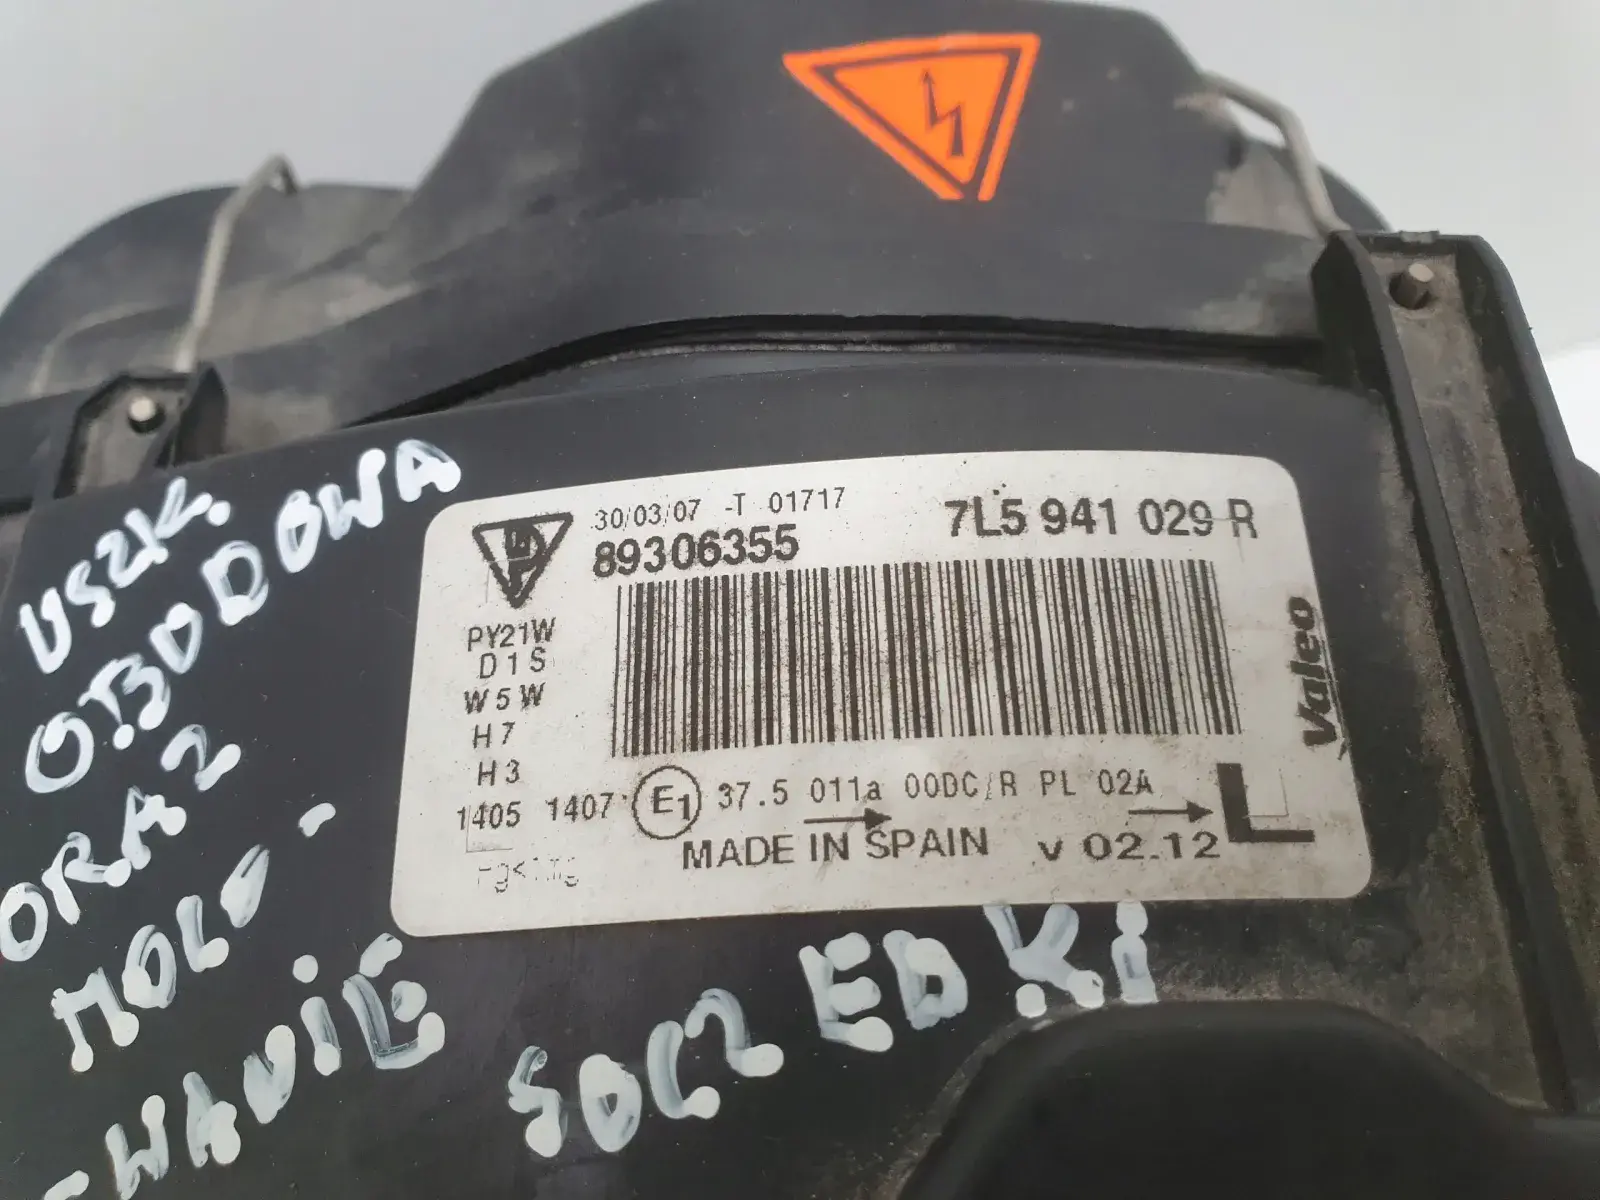 30/03/07 -T 01717
89306355
7L5 941 029 R
PY21W
D1S
W5W
H7
H3
1405 1407
E1 37.5 011a 00DC/R PL 02A
MADE IN SPAIN v 02.12
L
Valeo
USZK.
OBUDOWA
ORAZ
MOCO-
-WANIE
SOCZEDKI